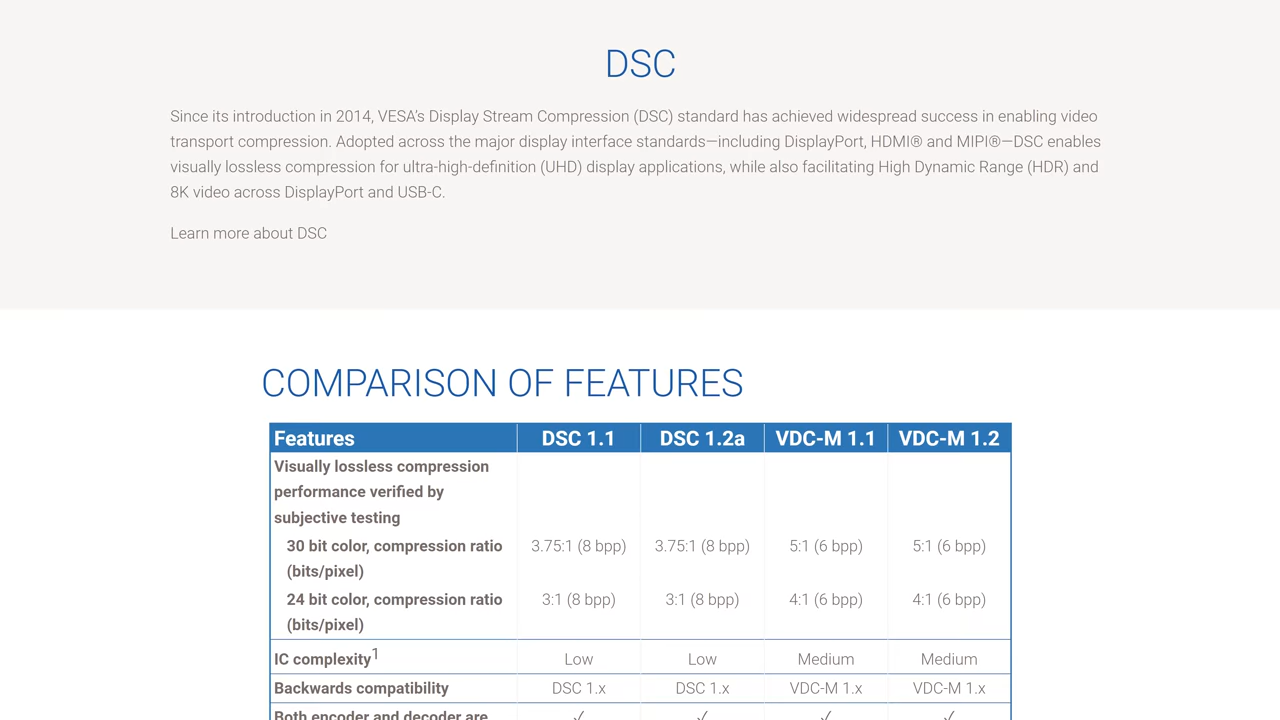 DSC
Since its introduction in 2014, VESA's Display Stream Compression (DSC) standard has achieved widespread success in enabling video
transport compression. Adopted across the major display interface standards—including DisplayPort, HDMI® and MIPI®—DSC enables
visually lossless compression for ultra-high-definition (UHD) display applications, while also facilitating High Dynamic Range (HDR) and
8K video across DisplayPort and USB-C.
Learn more about DSC
COMPARISON OF FEATURES
Features DSC 1.1 DSC 1.2a VDC-M 1.1 VDC-M 1.2
Visually lossless compression
performance verified by
subjective testing
30 bit color, compression ratio 3.75:1 (8 bpp) 3.75:1 (8 bpp) 5:1 (6 bpp) 5:1 (6 bpp)
(bits/pixel)
24 bit color, compression ratio 3:1 (8 bpp) 3:1 (8 bpp) 4:1 (6 bpp) 4:1 (6 bpp)
(bits/pixel)
IC complexity1 Low Low Medium Medium
Backwards compatibility DSC 1.x DSC 1.x VDC-M 1.x VDC-M 1.x
Both encoder and decoder are ✓ ✓ ✓ ✓